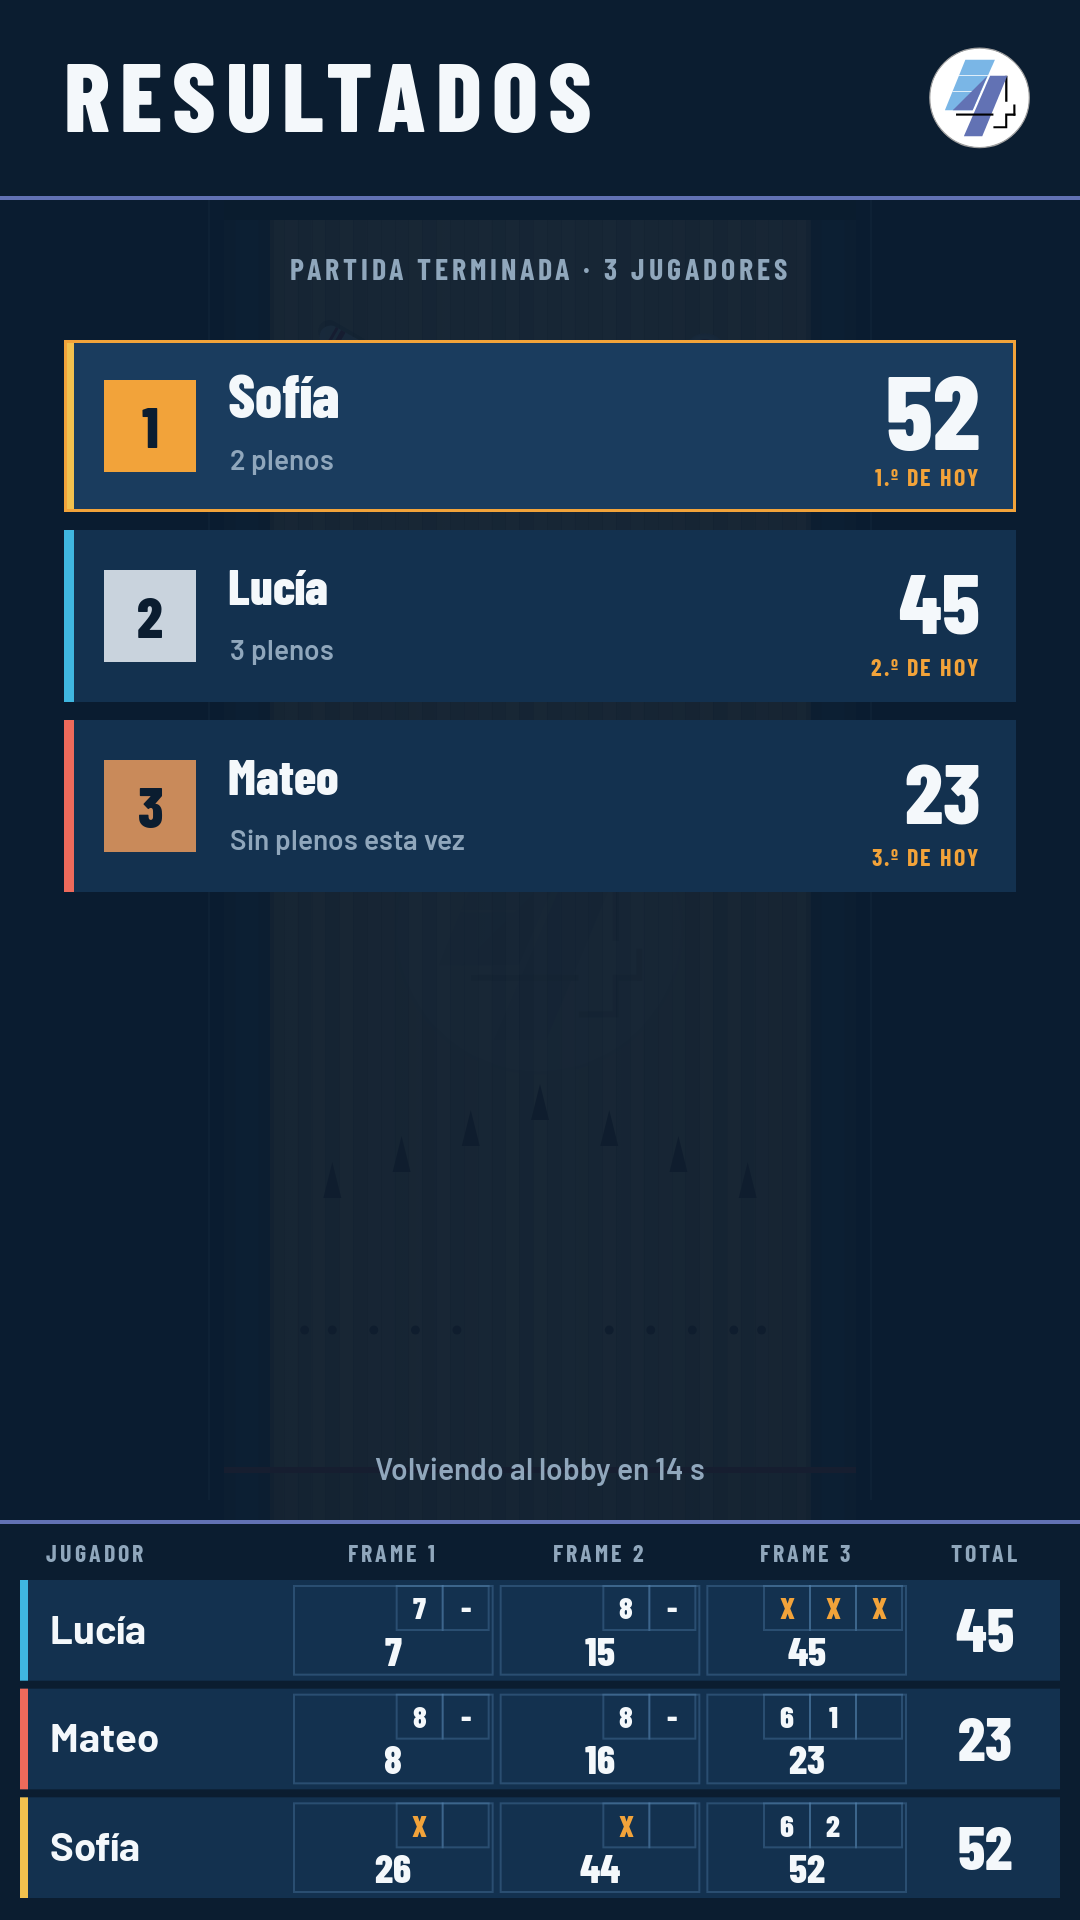 RESULTADOS
PARTIDA TERMINADA · 3 JUGADORES
1
Sofía
2 plenos
52
1.º DE HOY
2
Lucía
3 plenos
45
2.º DE HOY
3
Mateo
Sin plenos esta vez
23
3.º DE HOY
Volviendo al lobby en 14 s
JUGADOR FRAME 1 FRAME 2 FRAME 3 TOTAL
7 - 8 - X X X
Lucía 7 15 45 45
8 - 8 - 6 1
Mateo 8 16 23 23
X X 6 2
Sofía 26 44 52 52